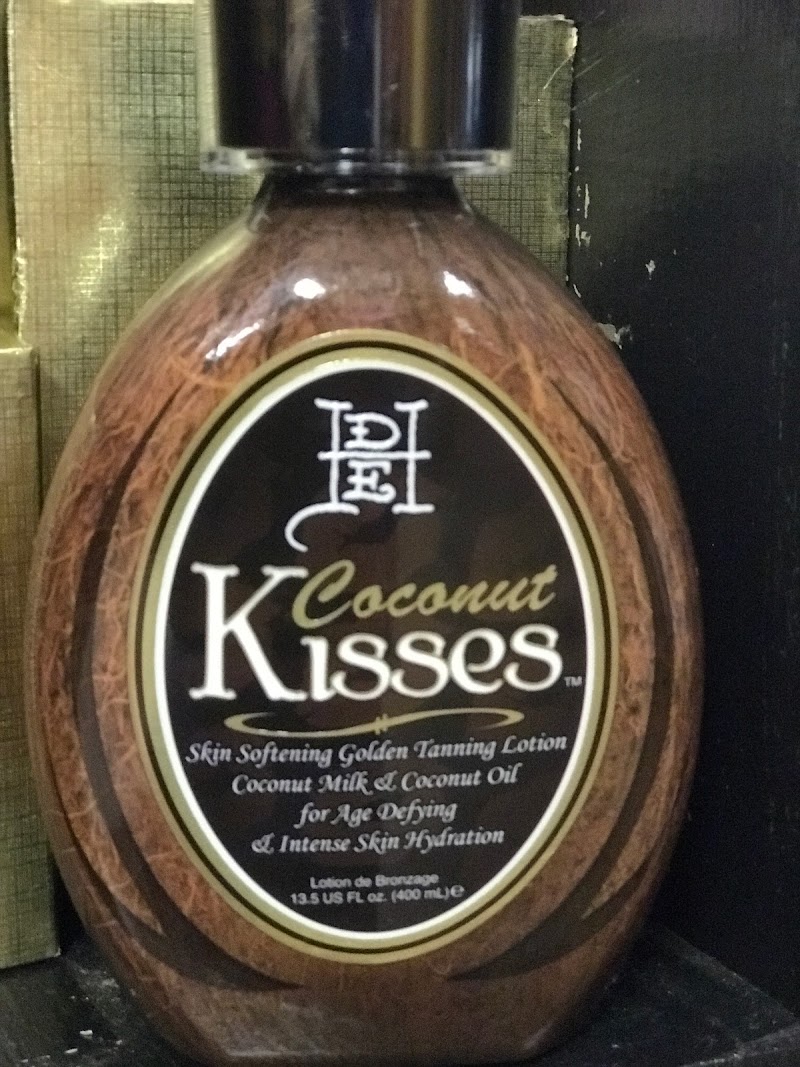 H
D
E
Coconut
Kisses™
Skin Softening Golden Tanning Lotion
Coconut Milk & Coconut Oil
for Age Defying
& Intense Skin Hydration
Lotion de Bronzage
13.5 US FL oz. (400 mL)℮